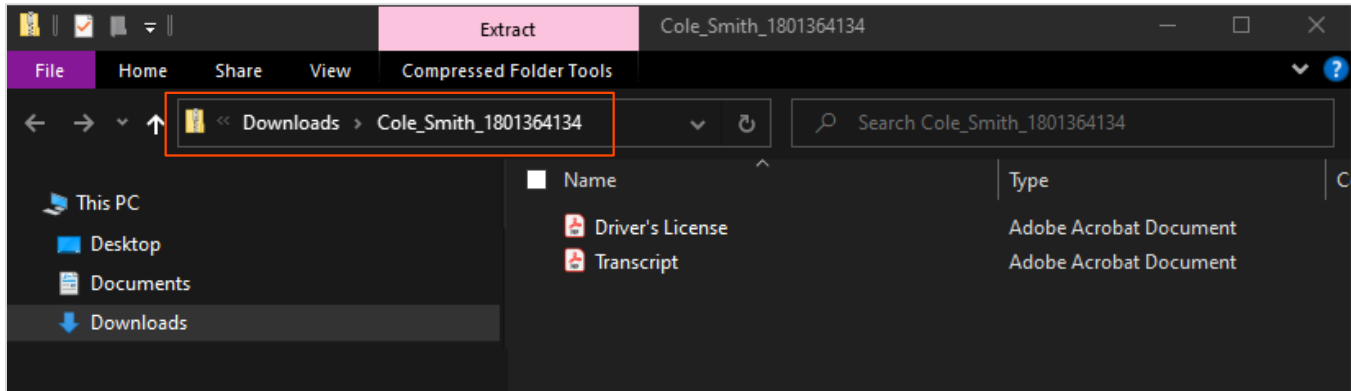 Extract Cole_Smith_1801364134
File Home Share View Compressed Folder Tools ?
« Downloads > Cole_Smith_1801364134 Search Cole_Smith_1801364134
Name Type C
This PC
Driver's License Adobe Acrobat Document
Desktop
Transcript Adobe Acrobat Document
Documents
Downloads